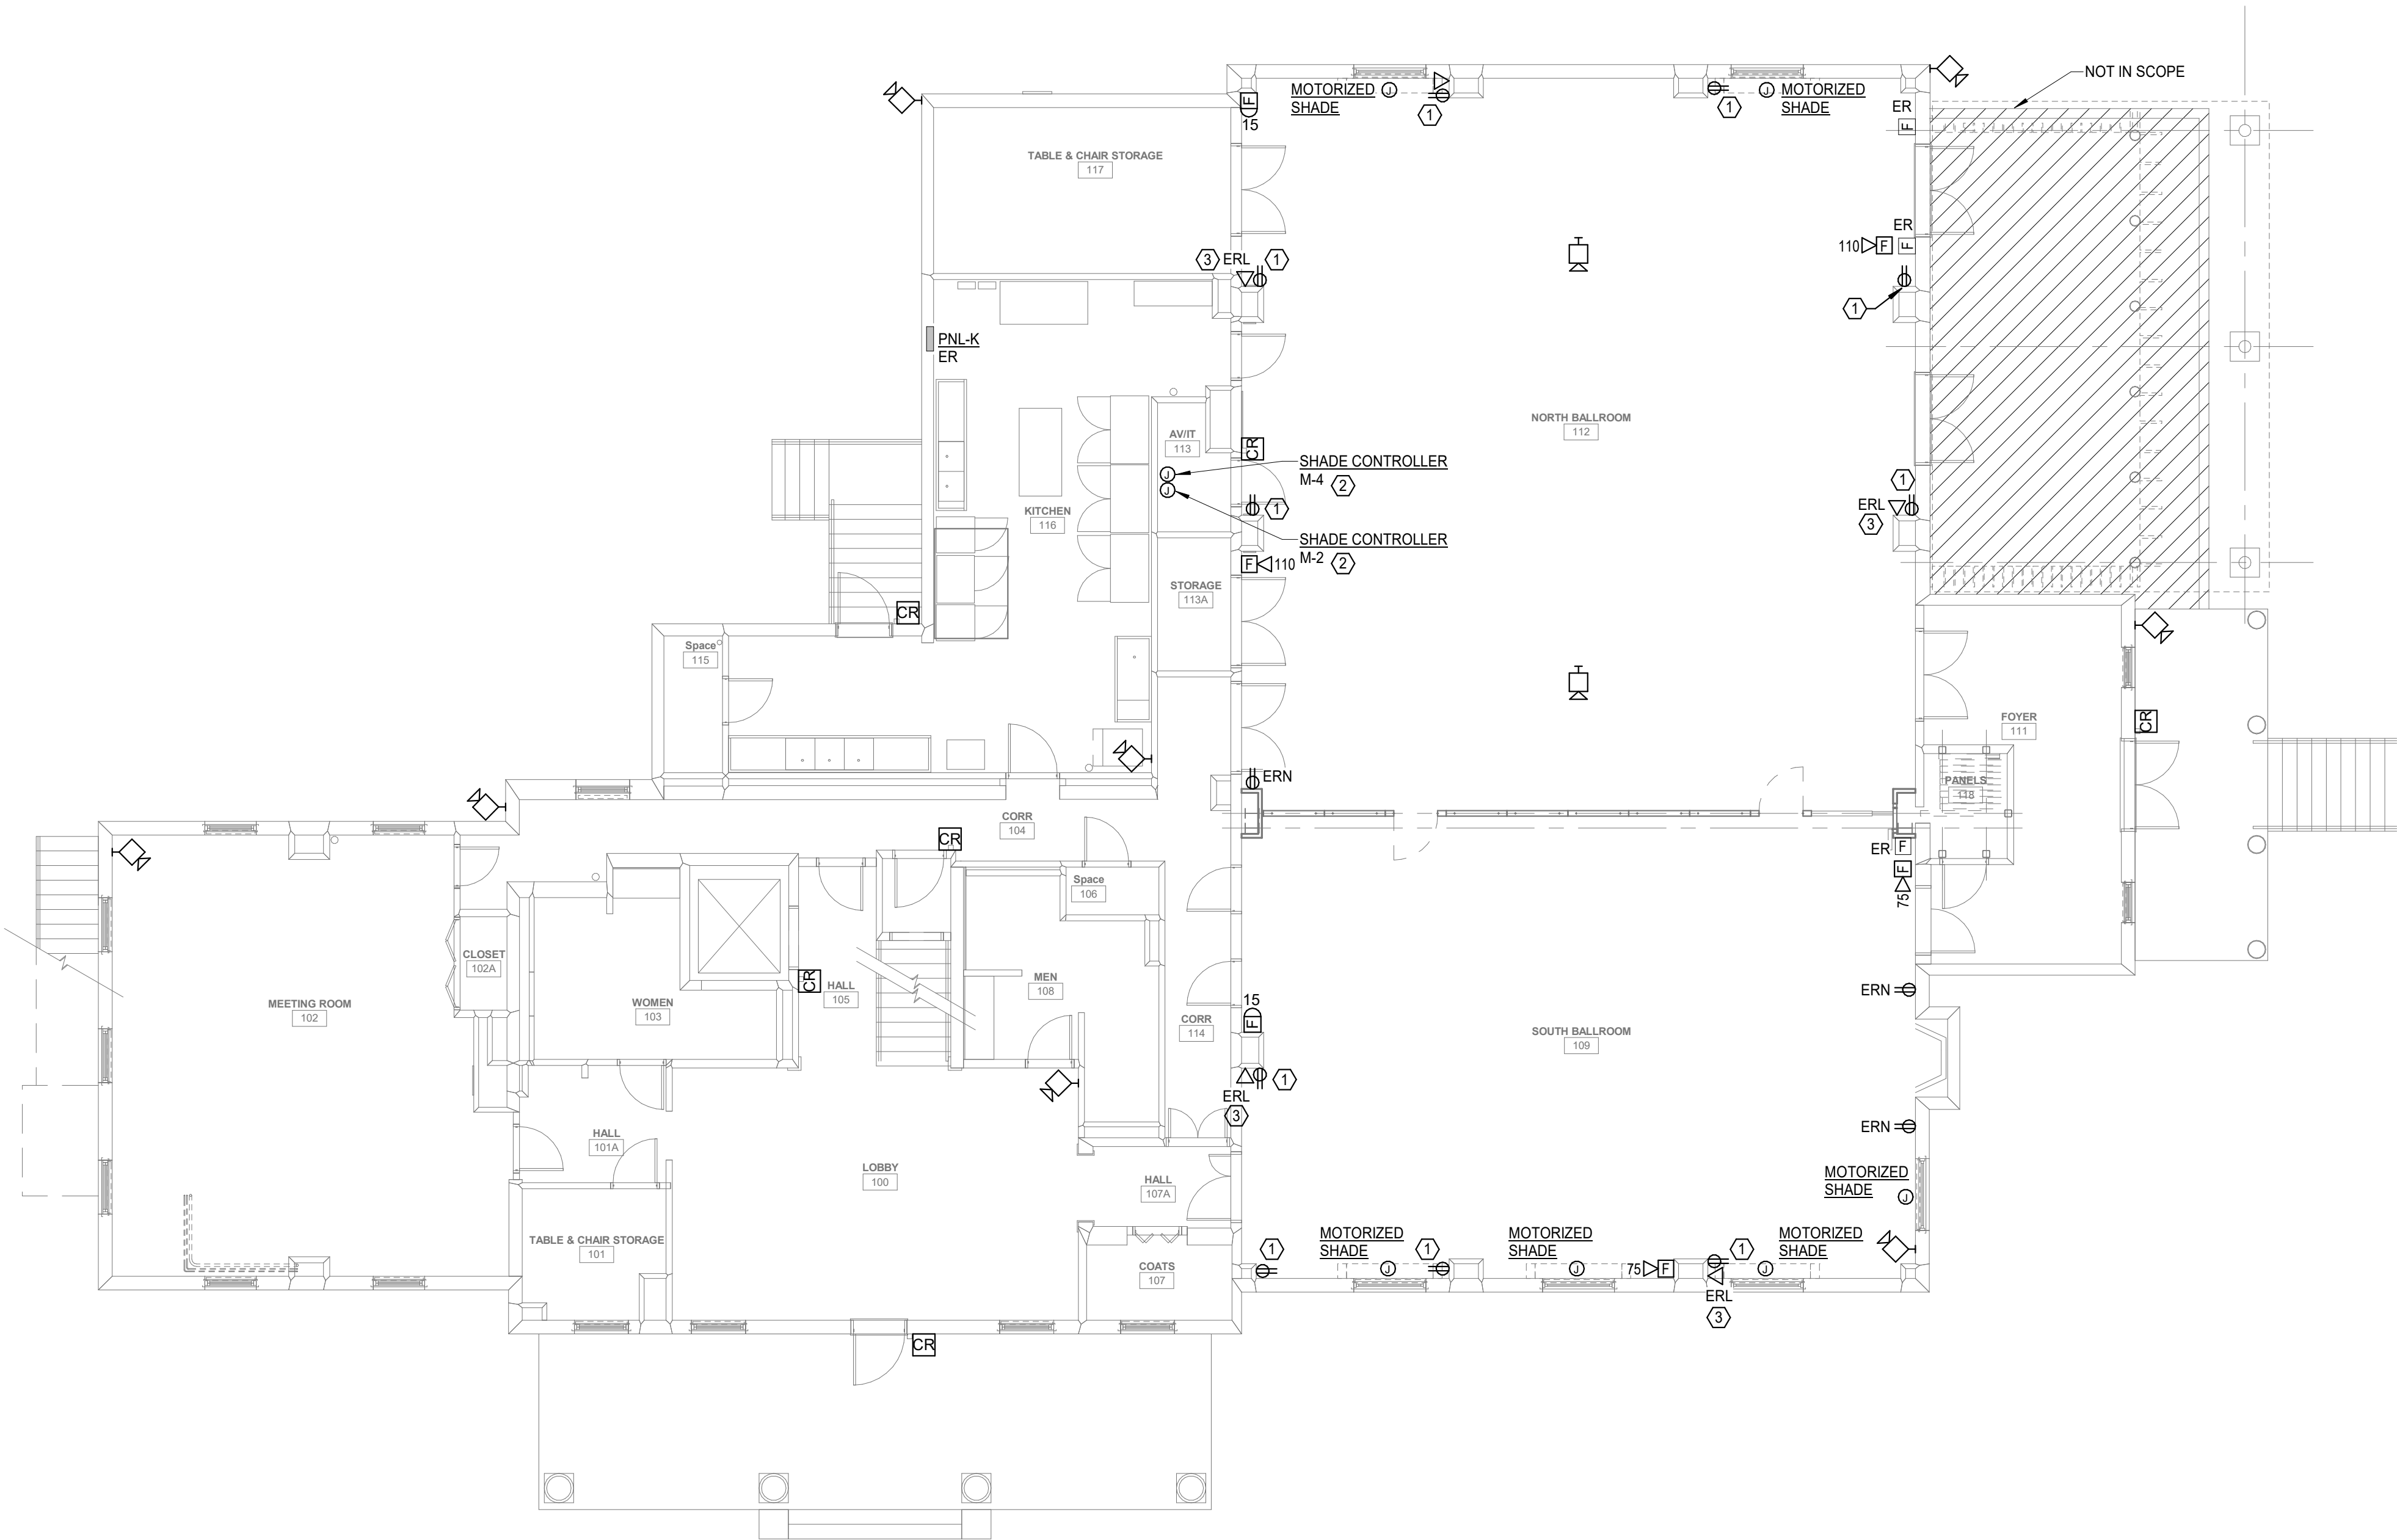 NOT IN SCOPE
MOTORIZED
SHADE
J
1
1
J
MOTORIZED
SHADE
F
15
ER
F
TABLE & CHAIR STORAGE
117
ER
110
F
F
3
ERL
1
1
PNL-K
ER
NORTH BALLROOM
112
AV/IT
113
CR
SHADE CONTROLLER
M-4
2
J
J
KITCHEN
116
1
SHADE CONTROLLER
M-2
2
F
110
1
ERL
3
STORAGE
113A
CR
Space
115
FOYER
111
CR
ERN
PANELS
118
CORR
104
CR
ER
F
F
75
Space
106
CLOSET
102A
MEETING ROOM
102
WOMEN
103
CR
HALL
105
MEN
108
CORR
114
15
F
ERN
SOUTH BALLROOM
109
1
ERL
3
ERN
HALL
101A
LOBBY
100
HALL
107A
MOTORIZED
SHADE
J
TABLE & CHAIR STORAGE
101
COATS
107
1
MOTORIZED
SHADE
J
1
MOTORIZED
SHADE
J
75
F
1
MOTORIZED
SHADE
J
ERL
3
CR